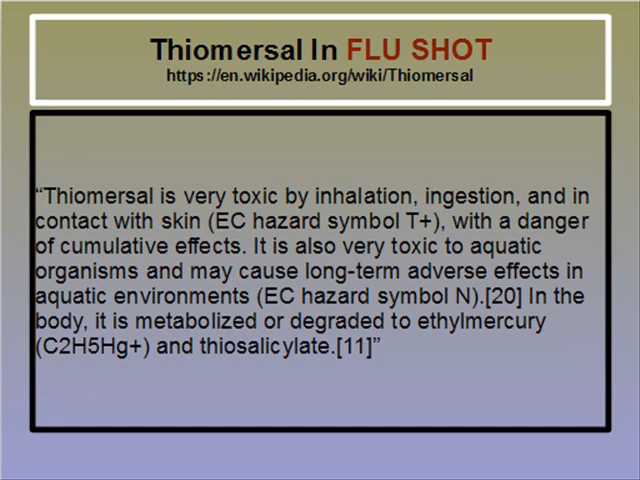 Thiomersal In FLU SHOT
https://en.wikipedia.org/wiki/Thiomersal
“Thiomersal is very toxic by inhalation, ingestion, and in
contact with skin (EC hazard symbol T+), with a danger
of cumulative effects. It is also very toxic to aquatic
organisms and may cause long-term adverse effects in
aquatic environments (EC hazard symbol N).[20] In the
body, it is metabolized or degraded to ethylmercury
(C2H5Hg+) and thiosalicylate.[11]”